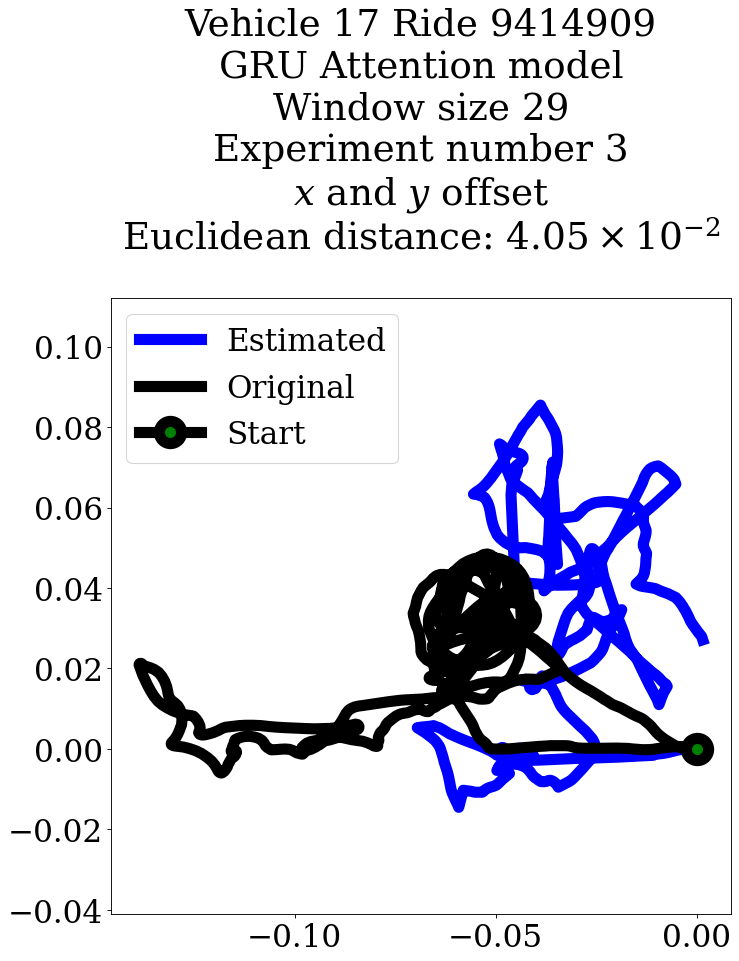 Vehicle 17 Ride 9414909
GRU Attention model
Window size 29
Experiment number 3
x and y offset
Euclidean distance: 4.05 × 10⁻²
Estimated
Original
Start
0.10
0.08
0.06
0.04
0.02
0.00
−0.02
−0.04
−0.10
−0.05
0.00